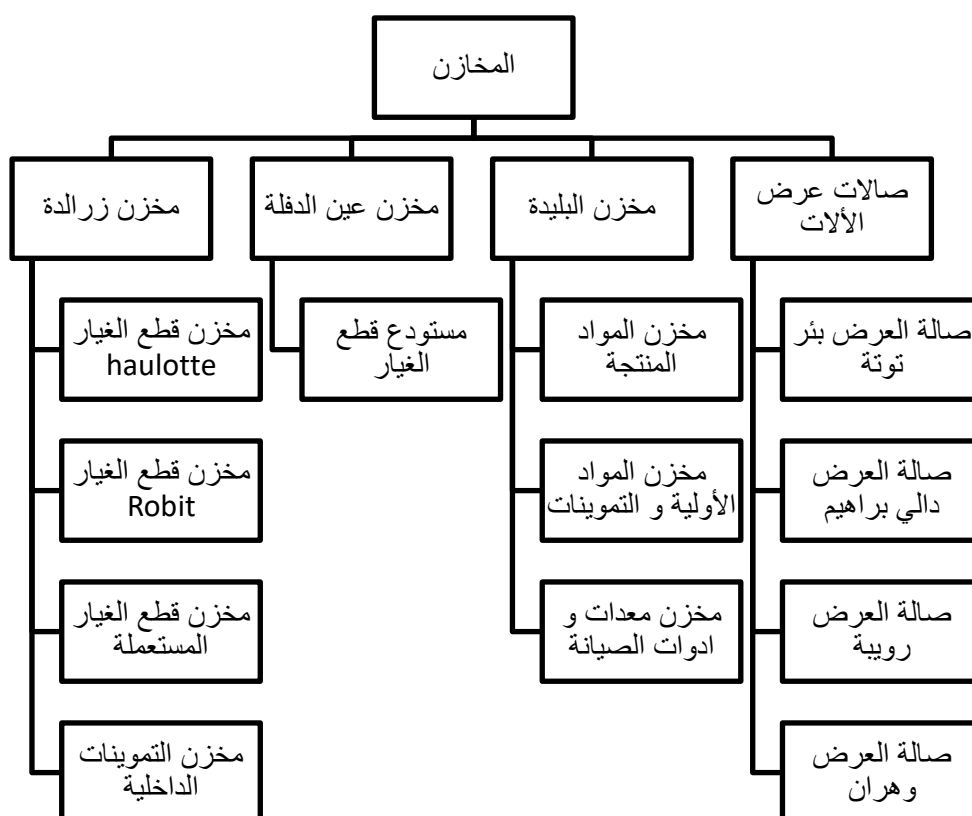 المخازن
صالات عرض
الألات
مخزن البليدة
مخزن عين الدفلة
مخزن زرالدة
صالة العرض بئر
توتة
صالة العرض
دالي براهيم
صالة العرض
رويبة
صالة العرض
وهران
مخزن المواد
المنتجة
مخزن المواد
الأولية و التموينات
مخزن معدات و
ادوات الصيانة
مستودع قطع
الغيار
مخزن قطع الغيار
haulotte
مخزن قطع الغيار
Robit
مخزن قطع الغيار
المستعملة
مخزن التموينات
الداخلية